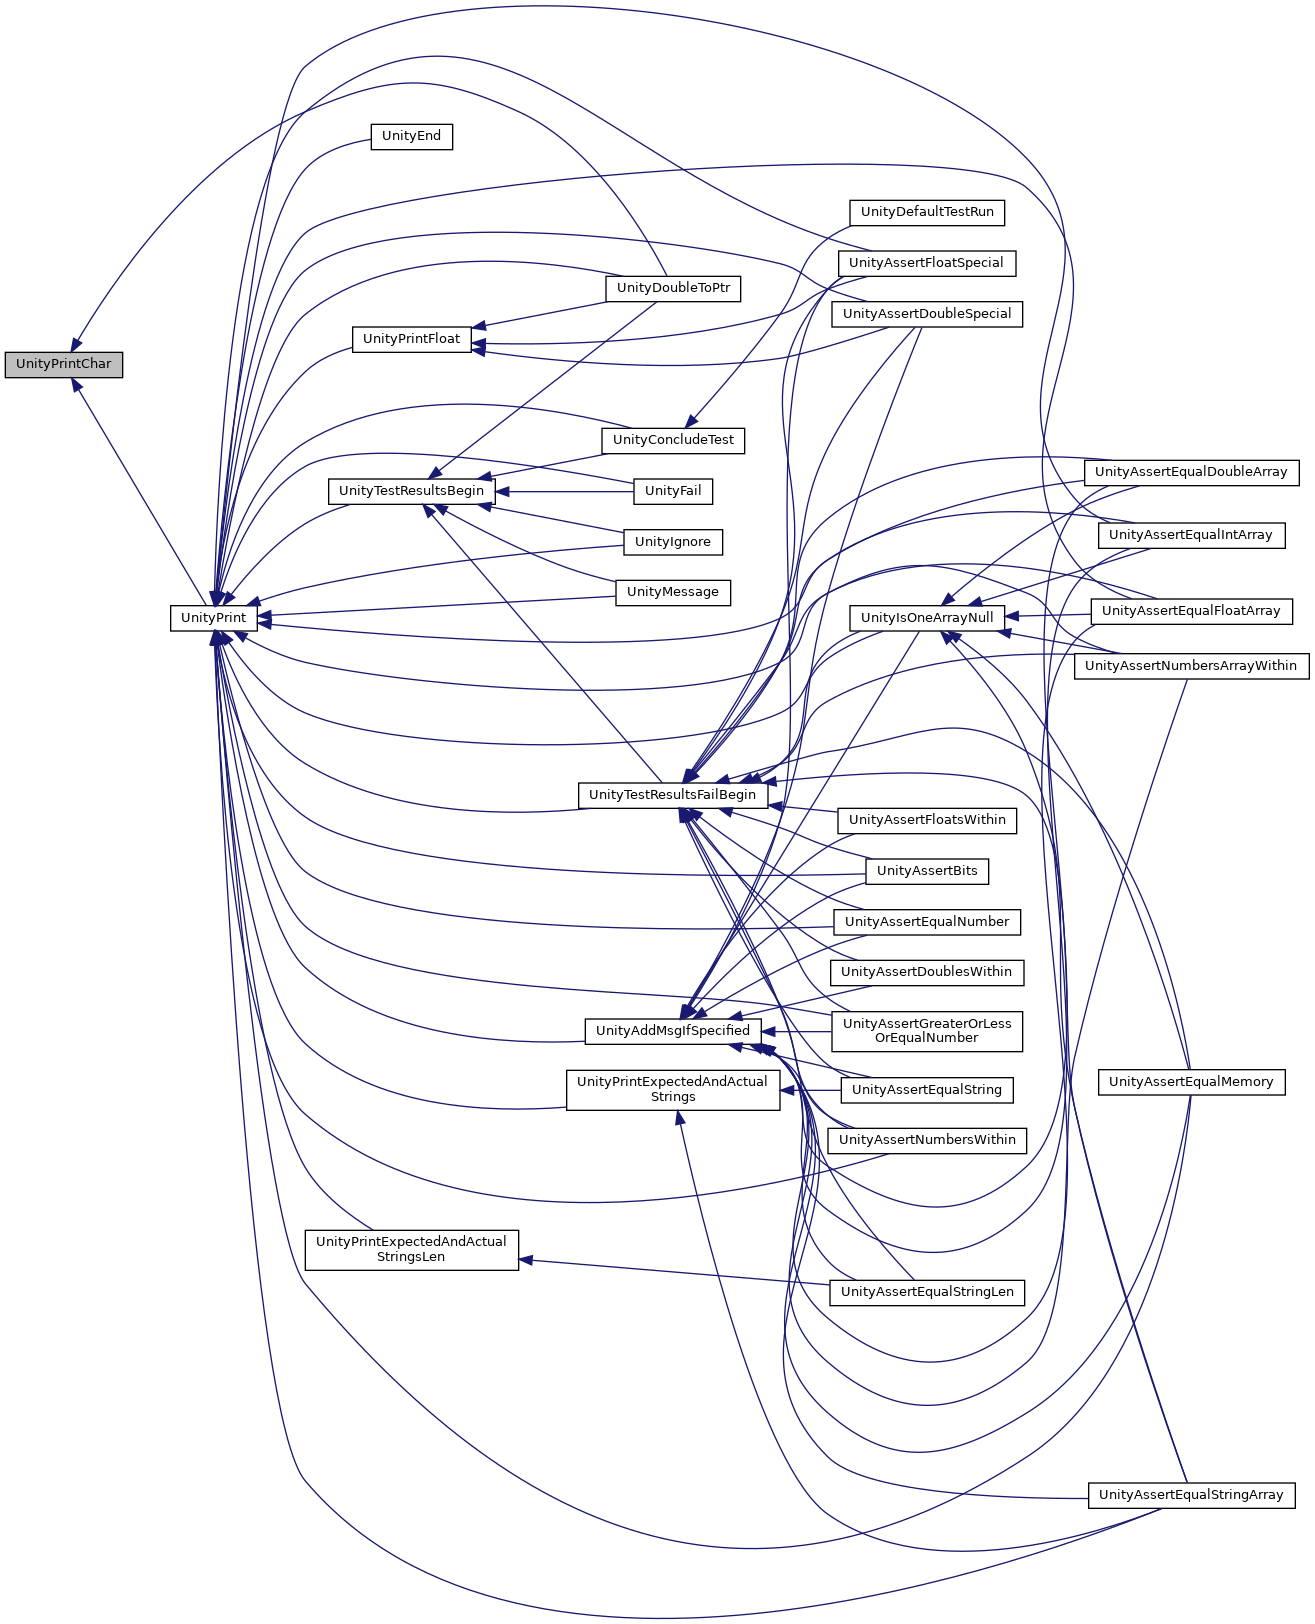 UnityEnd
UnityDefaultTestRun
UnityAssertFloatSpecial
UnityDoubleToPtr
UnityAssertDoubleSpecial
UnityPrintFloat
UnityPrintChar
UnityConcludeTest
UnityAssertEqualDoubleArray
UnityTestResultsBegin
UnityFail
UnityAssertEqualIntArray
UnityIgnore
UnityMessage
UnityAssertEqualFloatArray
UnityPrint
UnityIsOneArrayNull
UnityAssertNumbersArrayWithin
UnityTestResultsFailBegin
UnityAssertFloatsWithin
UnityAssertBits
UnityAssertEqualNumber
UnityAssertDoublesWithin
UnityAddMsgIfSpecified
UnityAssertGreaterOrLess
OrEqualNumber
UnityPrintExpectedAndActual
Strings
UnityAssertEqualString
UnityAssertEqualMemory
UnityAssertNumbersWithin
UnityPrintExpectedAndActual
StringsLen
UnityAssertEqualStringLen
UnityAssertEqualStringArray